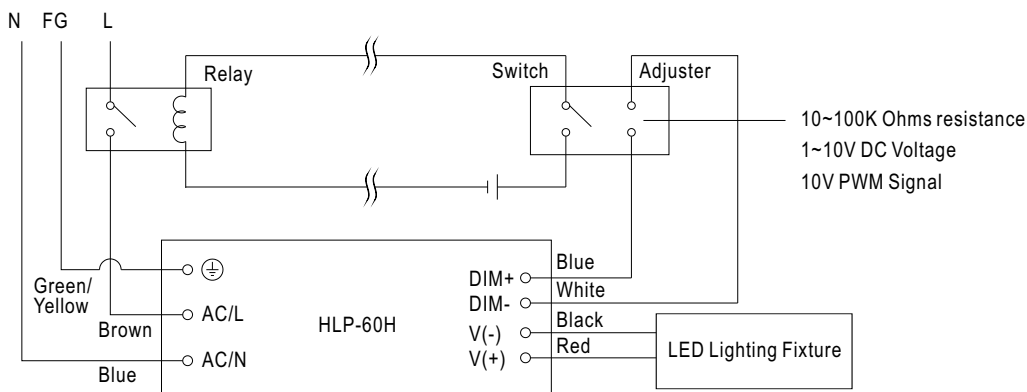 N FG L
Relay
Switch
Adjuster
10~100K Ohms resistance
1~10V DC Voltage
10V PWM Signal
Green/
Yellow
Brown
Blue
AC/L
AC/N
HLP-60H
DIM+
DIM-
V(-)
V(+)
Blue
White
Black
Red
LED Lighting Fixture